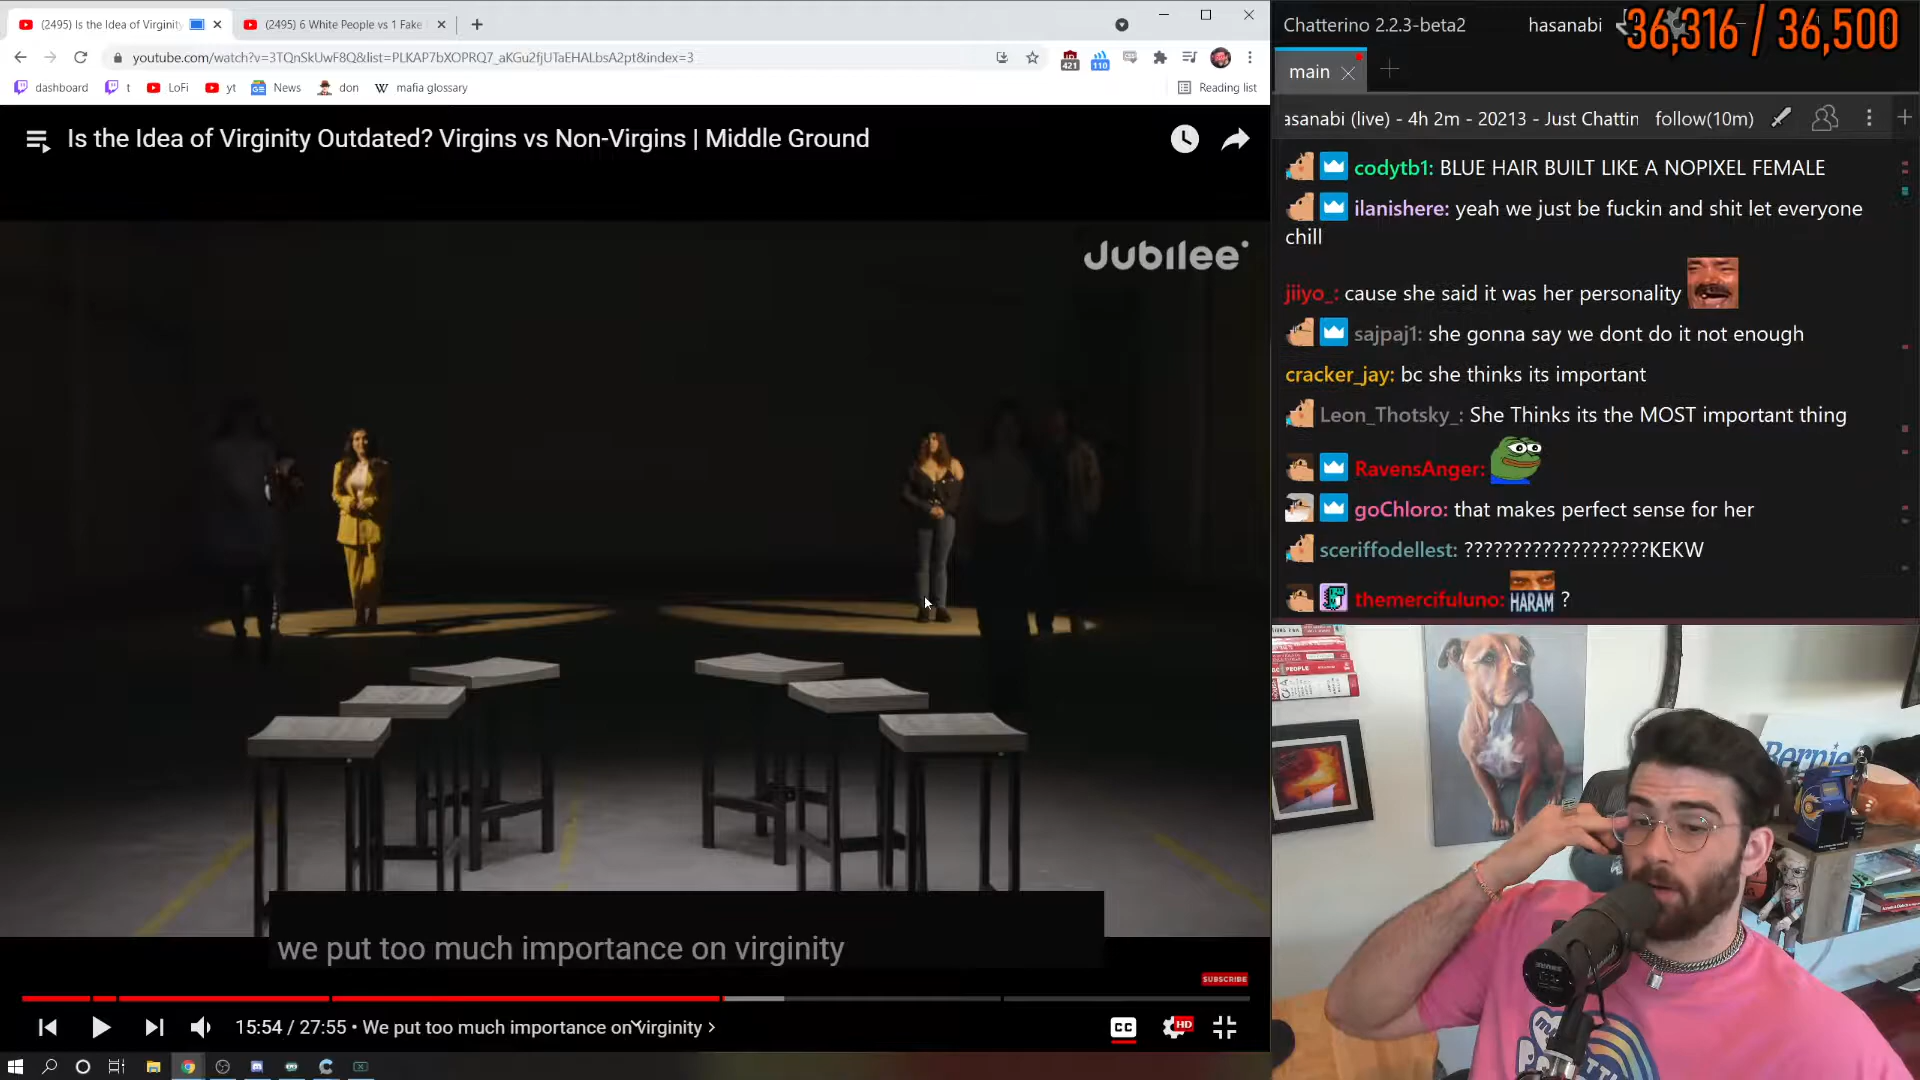 (2495) Is the Idea of Virginity
(2495) 6 White People vs 1 Fake
youtube.com/watch?v=3TQnSkUwF8Q&list=PLKAP7bXOPRQ7_aKGu2fjUTaEHALbsA2pt&index=3
421
110
dashboard
t
LoFi
yt
News
don
W
mafia glossary
Reading list
Is the Idea of Virginity Outdated? Virgins vs Non-Virgins | Middle Ground
Jubilee
we put too much importance on virginity
SUBSCRIBE
15:54 / 27:55 • We put too much importance on Virginity
CC
HD
Chatterino 2.2.3-beta2
hasanabi
36,316 / 36,500
main
asanabi (live) - 4h 2m - 20213 - Just Chattin
follow(10m)
codytb1: BLUE HAIR BUILT LIKE A NOPIXEL FEMALE
ilanishere: yeah we just be fuckin and shit let everyone
chill
jiiyo_: cause she said it was her personality
sajpaj1: she gonna say we dont do it not enough
cracker_jay: bc she thinks its important
Leon_Thotsky_: She Thinks its the MOST important thing
RavensAnger:
goChloro: that makes perfect sense for her
sceriffodellest: ???????????????????KEKW
themercifuluno: HARAM ?
PEOPLE
Bernie